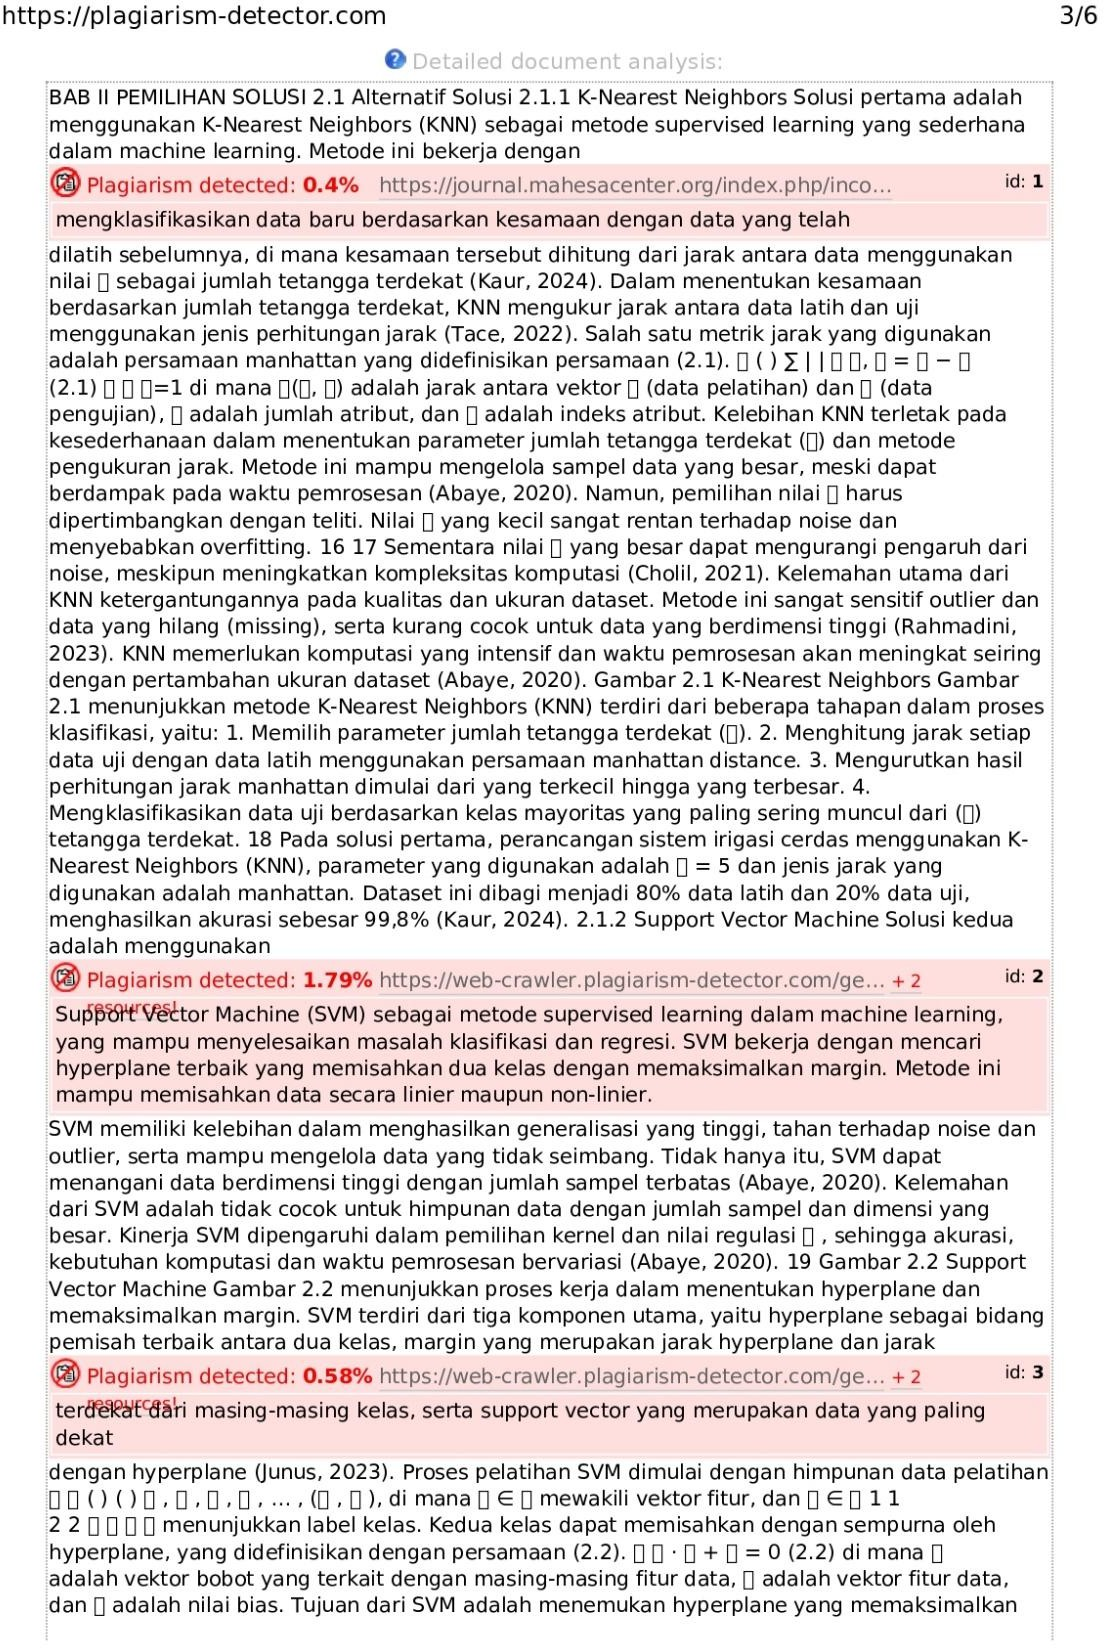 https://plagiarism-detector.com 3/6
Detailed document analysis:
BAB II PEMILIHAN SOLUSI 2.1 Alternatif Solusi 2.1.1 K-Nearest Neighbors Solusi pertama adalah
menggunakan K-Nearest Neighbors (KNN) sebagai metode supervised learning yang sederhana
dalam machine learning. Metode ini bekerja dengan
Plagiarism detected: 0.4% https://journal.mahesacenter.org/index.php/inco... id: 1
mengklasifikasikan data baru berdasarkan kesamaan dengan data yang telah
dilatih sebelumnya, di mana kesamaan tersebut dihitung dari jarak antara data menggunakan
nilai ▯ sebagai jumlah tetangga terdekat (Kaur, 2024). Dalam menentukan kesamaan
berdasarkan jumlah tetangga terdekat, KNN mengukur jarak antara data latih dan uji
menggunakan jenis perhitungan jarak (Tace, 2022). Salah satu metrik jarak yang digunakan
adalah persamaan manhattan yang didefinisikan persamaan (2.1). ▯ ( ) ∑ | | ▯ ▯, ▯ = ▯ − ▯
(2.1) ▯ ▯ ▯=1 di mana ▯(▯, ▯) adalah jarak antara vektor ▯ (data pelatihan) dan ▯ (data
pengujian), ▯ adalah jumlah atribut, dan ▯ adalah indeks atribut. Kelebihan KNN terletak pada
kesederhanaan dalam menentukan parameter jumlah tetangga terdekat (▯) dan metode
pengukuran jarak. Metode ini mampu mengelola sampel data yang besar, meski dapat
berdampak pada waktu pemrosesan (Abaye, 2020). Namun, pemilihan nilai ▯ harus
dipertimbangkan dengan teliti. Nilai ▯ yang kecil sangat rentan terhadap noise dan
menyebabkan overfitting. 16 17 Sementara nilai ▯ yang besar dapat mengurangi pengaruh dari
noise, meskipun meningkatkan kompleksitas komputasi (Cholil, 2021). Kelemahan utama dari
KNN ketergantungannya pada kualitas dan ukuran dataset. Metode ini sangat sensitif outlier dan
data yang hilang (missing), serta kurang cocok untuk data yang berdimensi tinggi (Rahmadini,
2023). KNN memerlukan komputasi yang intensif dan waktu pemrosesan akan meningkat seiring
dengan pertambahan ukuran dataset (Abaye, 2020). Gambar 2.1 K-Nearest Neighbors Gambar
2.1 menunjukkan metode K-Nearest Neighbors (KNN) terdiri dari beberapa tahapan dalam proses
klasifikasi, yaitu: 1. Memilih parameter jumlah tetangga terdekat (▯). 2. Menghitung jarak setiap
data uji dengan data latih menggunakan persamaan manhattan distance. 3. Mengurutkan hasil
perhitungan jarak manhattan dimulai dari yang terkecil hingga yang terbesar. 4.
Mengklasifikasikan data uji berdasarkan kelas mayoritas yang paling sering muncul dari (▯)
tetangga terdekat. 18 Pada solusi pertama, perancangan sistem irigasi cerdas menggunakan K-
Nearest Neighbors (KNN), parameter yang digunakan adalah ▯ = 5 dan jenis jarak yang
digunakan adalah manhattan. Dataset ini dibagi menjadi 80% data latih dan 20% data uji,
menghasilkan akurasi sebesar 99,8% (Kaur, 2024). 2.1.2 Support Vector Machine Solusi kedua
adalah menggunakan
Plagiarism detected: 1.79% https://web-crawler.plagiarism-detector.com/ge... + 2 id: 2
resources!
Support Vector Machine (SVM) sebagai metode supervised learning dalam machine learning,
yang mampu menyelesaikan masalah klasifikasi dan regresi. SVM bekerja dengan mencari
hyperplane terbaik yang memisahkan dua kelas dengan memaksimalkan margin. Metode ini
mampu memisahkan data secara linier maupun non-linier.
SVM memiliki kelebihan dalam menghasilkan generalisasi yang tinggi, tahan terhadap noise dan
outlier, serta mampu mengelola data yang tidak seimbang. Tidak hanya itu, SVM dapat
menangani data berdimensi tinggi dengan jumlah sampel terbatas (Abaye, 2020). Kelemahan
dari SVM adalah tidak cocok untuk himpunan data dengan jumlah sampel dan dimensi yang
besar. Kinerja SVM dipengaruhi dalam pemilihan kernel dan nilai regulasi ▯ , sehingga akurasi,
kebutuhan komputasi dan waktu pemrosesan bervariasi (Abaye, 2020). 19 Gambar 2.2 Support
Vector Machine Gambar 2.2 menunjukkan proses kerja dalam menentukan hyperplane dan
memaksimalkan margin. SVM terdiri dari tiga komponen utama, yaitu hyperplane sebagai bidang
pemisah terbaik antara dua kelas, margin yang merupakan jarak hyperplane dan jarak
Plagiarism detected: 0.58% https://web-crawler.plagiarism-detector.com/ge... + 2 id: 3
resources!
terdekat dari masing-masing kelas, serta support vector yang merupakan data yang paling
dekat
dengan hyperplane (Junus, 2023). Proses pelatihan SVM dimulai dengan himpunan data pelatihan
▯ ▯ ( ) ( ) ▯ , ▯ , ▯ , ▯ , ... , (▯ , ▯ ), di mana ▯ ∈ ▯ mewakili vektor fitur, dan ▯ ∈ ▯ 1 1
2 2 ▯ ▯ ▯ ▯ menunjukkan label kelas. Kedua kelas dapat memisahkan dengan sempurna oleh
hyperplane, yang didefinisikan dengan persamaan (2.2). ▯ ▯ · ▯ + ▯ = 0 (2.2) di mana ▯
adalah vektor bobot yang terkait dengan masing-masing fitur data, ▯ adalah vektor fitur data,
dan ▯ adalah nilai bias. Tujuan dari SVM adalah menemukan hyperplane yang memaksimalkan